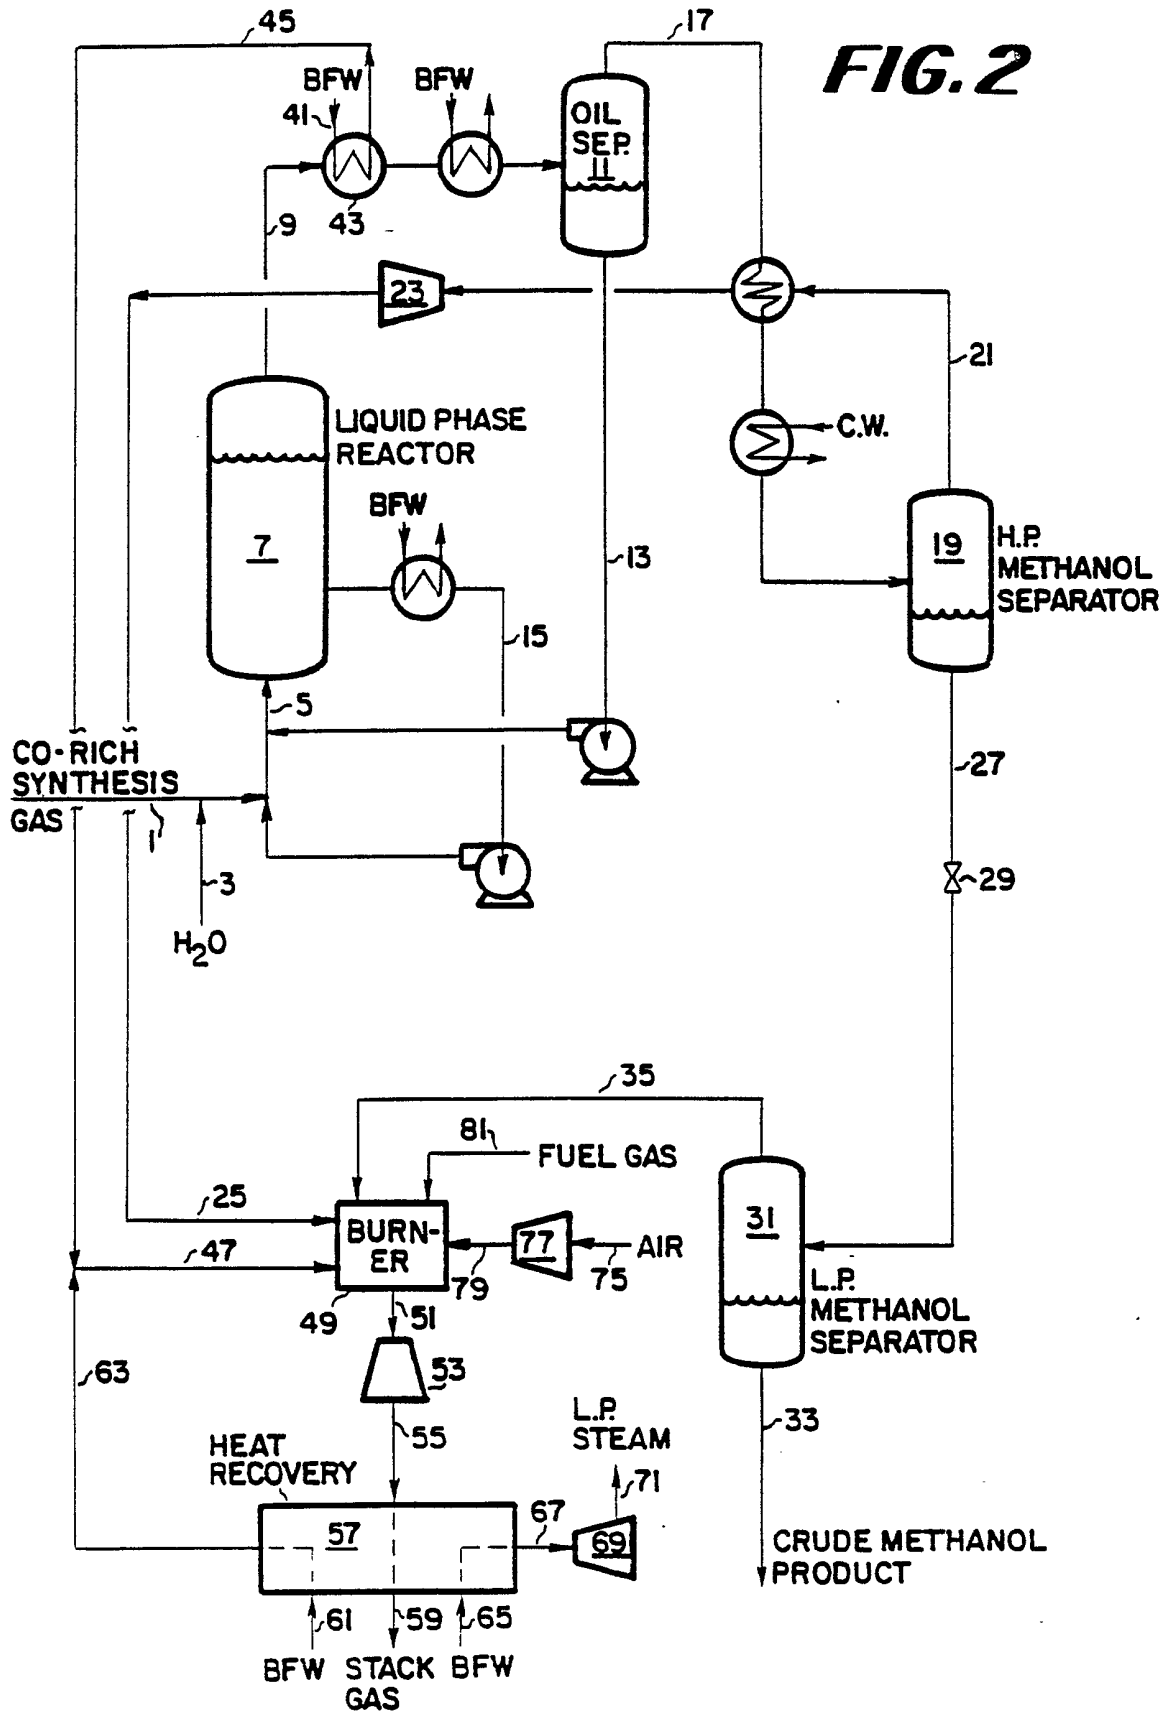 45
17
FIG. 2
BFW
BFW
41
OIL
SEP.
11
43
9
23
21
LIQUID PHASE
REACTOR
C.W.
BFW
7
19
H.P.
METHANOL
SEPARATOR
13
15
5
CO-RICH
SYNTHESIS
GAS
1
27
29
3
H2O
35
81
FUEL GAS
25
31
BURN-
ER
77
AIR
47
79
75
49
51
L.P.
METHANOL
SEPARATOR
63
53
L.P.
STEAM
33
55
HEAT
RECOVERY
71
67
57
69
CRUDE METHANOL
PRODUCT
61
59
65
BFW
STACK
GAS
BFW